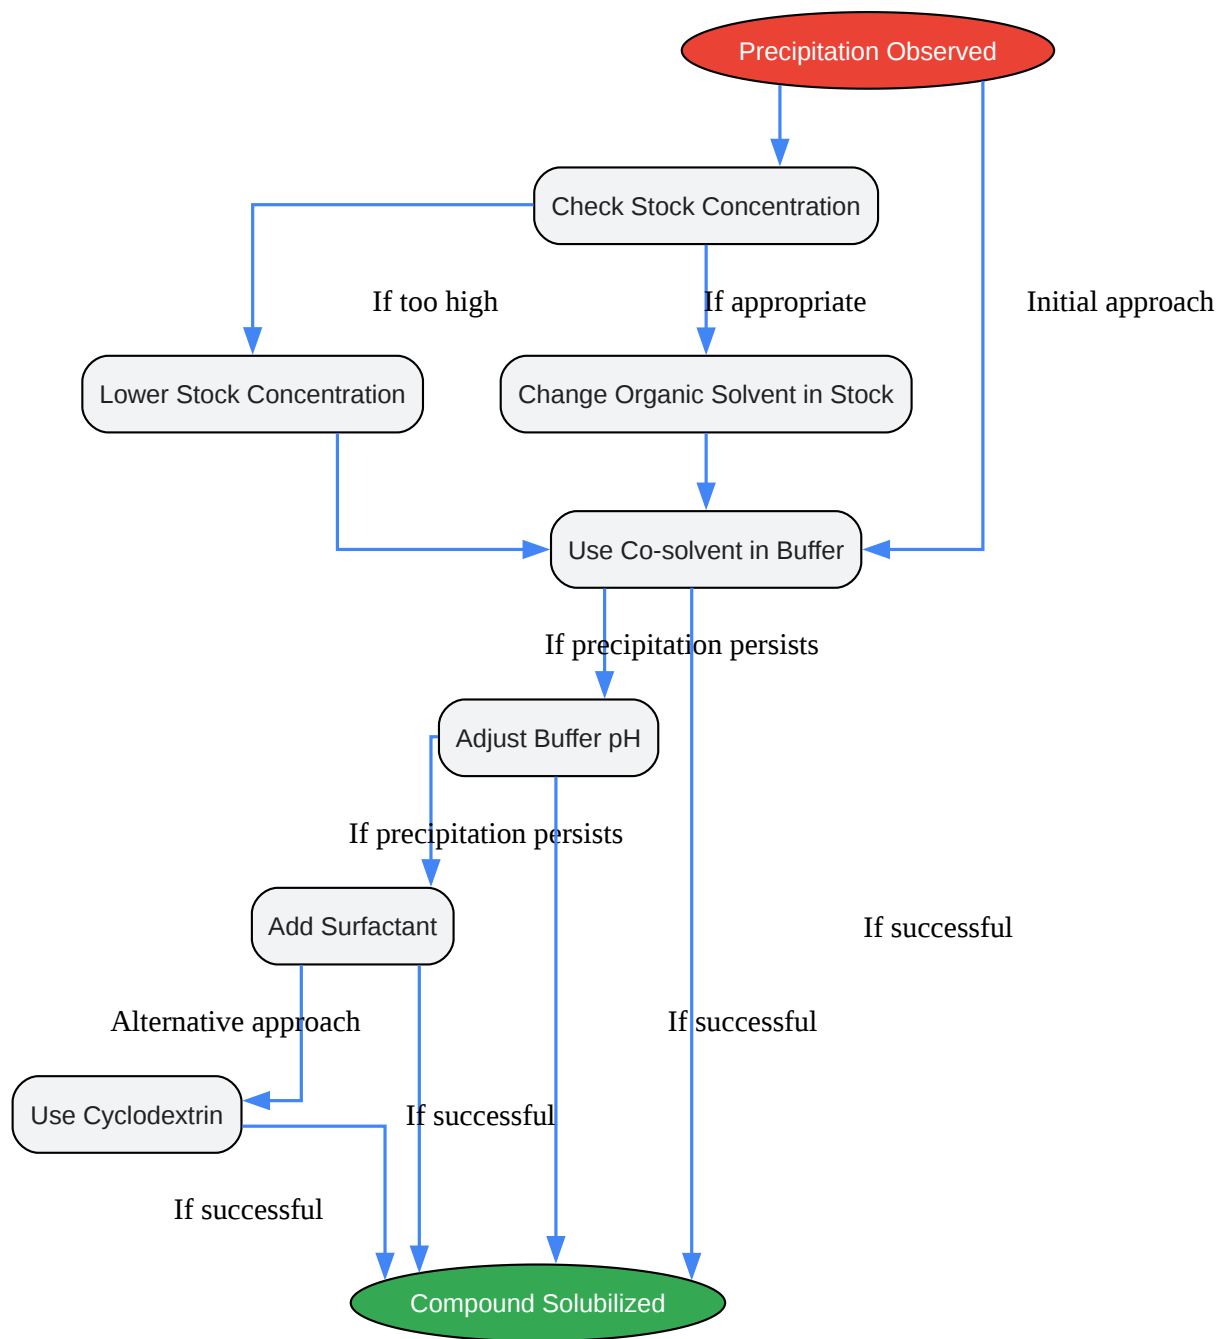 Precipitation Observed
Check Stock Concentration
If too high
If appropriate
Initial approach
Lower Stock Concentration
Change Organic Solvent in Stock
Use Co-solvent in Buffer
If precipitation persists
Adjust Buffer pH
If precipitation persists
Add Surfactant
If successful
Alternative approach
If successful
Use Cyclodextrin
If successful
If successful
Compound Solubilized